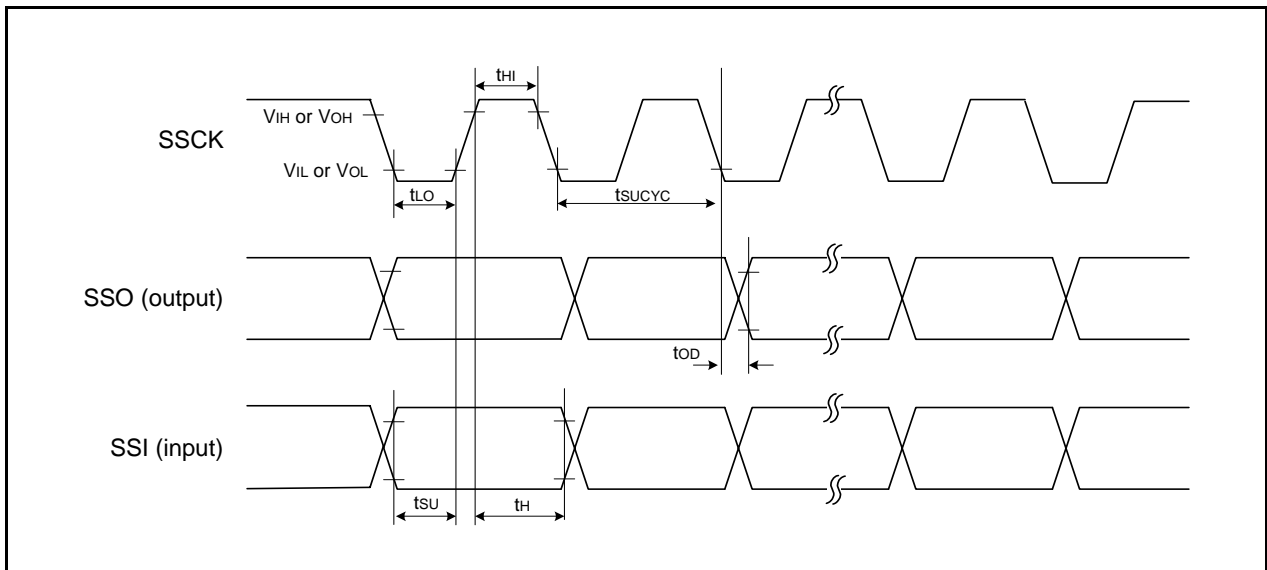 tHI
VIH or VOH
SSCK
VIL or VOL
tLO
tSUCYC
SSO (output)
tOD
SSI (input)
tSU
tH